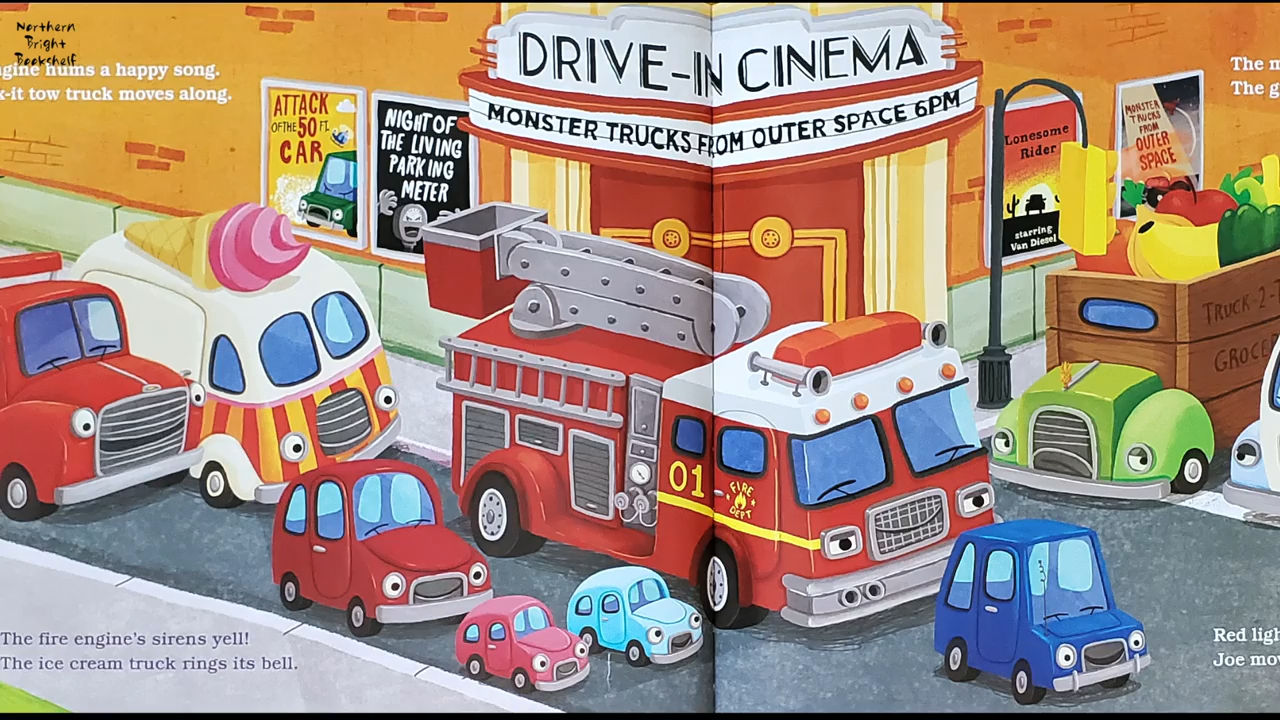 Northern
Bright
Bookshelf
ngine hums a happy song.
x-it tow truck moves along.
ATTACK
OF THE 50 FT.
CAR
NIGHT OF
THE LIVING
PARKING
METER
DRIVE-IN CINEMA
MONSTER TRUCKS FROM OUTER SPACE 6PM
Lonesome
Rider
starring
Van Diesel
MONSTER
TRUCKS
FROM
OUTER
SPACE
The m
The g
TRUCK-2-
GROCER
01
FIRE
DEPT
The fire engine's sirens yell!
The ice cream truck rings its bell.
Red ligh
Joe mov